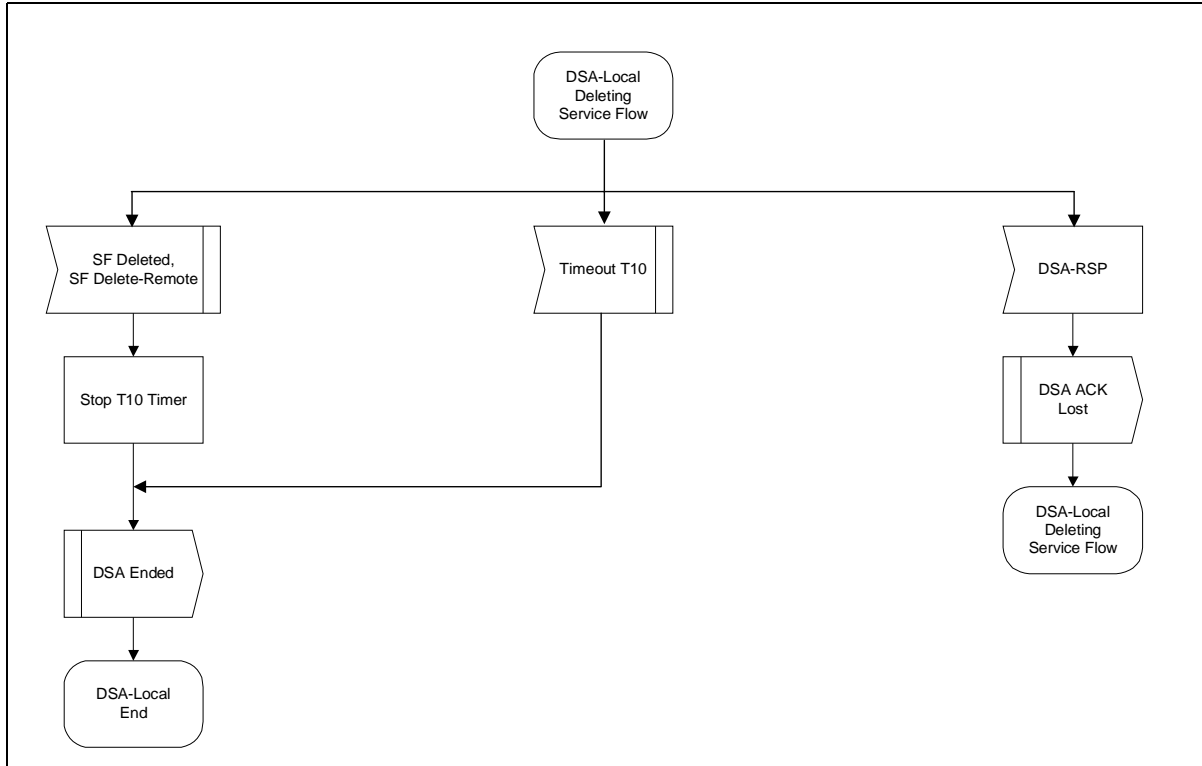 DSA-Local
Deleting
Service Flow
SF Deleted,
SF Delete-Remote
Timeout T10
DSA-RSP
Stop T10 Timer
DSA ACK
Lost
DSA-Local
Deleting
Service Flow
DSA Ended
DSA-Local
End